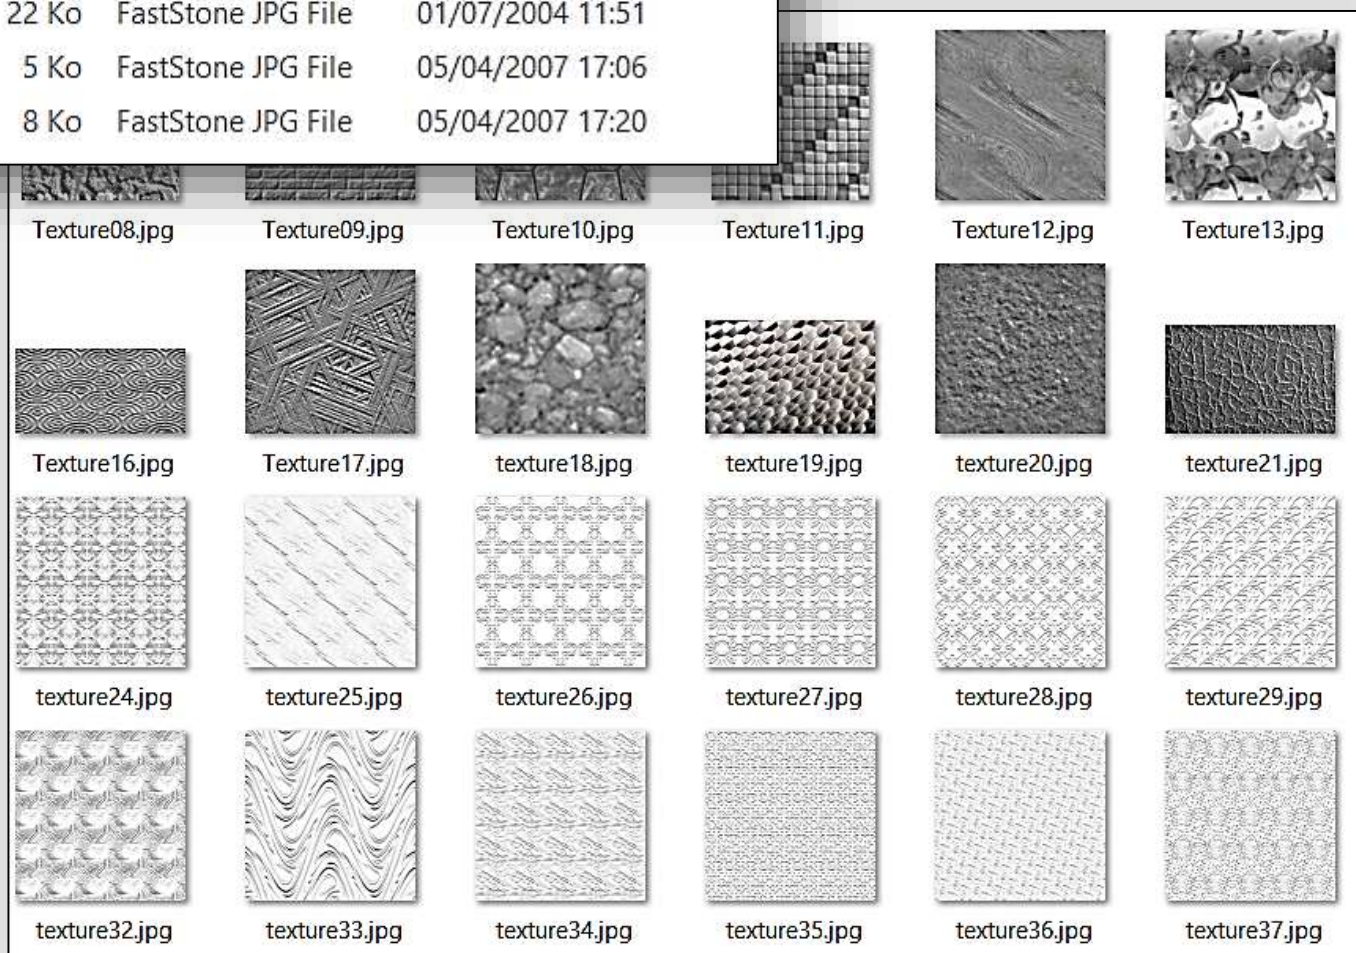 22 Ko FastStone JPG File 01/07/2004 11:51
5 Ko FastStone JPG File 05/04/2007 17:06
8 Ko FastStone JPG File 05/04/2007 17:20
Texture08.jpg Texture09.jpg Texture10.jpg Texture11.jpg Texture12.jpg Texture13.jpg
Texture16.jpg Texture17.jpg texture18.jpg texture19.jpg texture20.jpg texture21.jpg
texture24.jpg texture25.jpg texture26.jpg texture27.jpg texture28.jpg texture29.jpg
texture32.jpg texture33.jpg texture34.jpg texture35.jpg texture36.jpg texture37.jpg